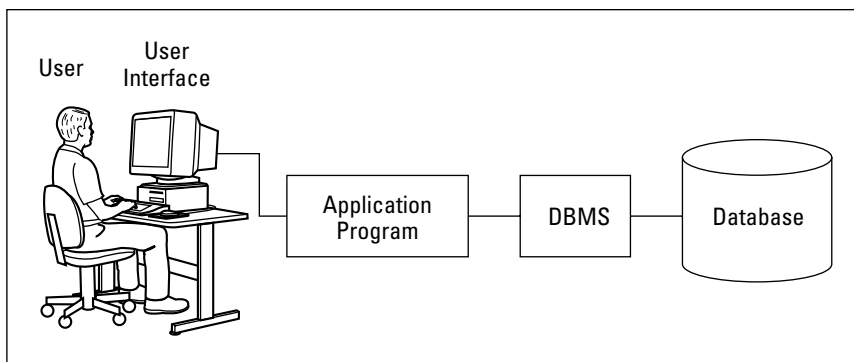 User
User
Interface
Application
Program
DBMS
Database